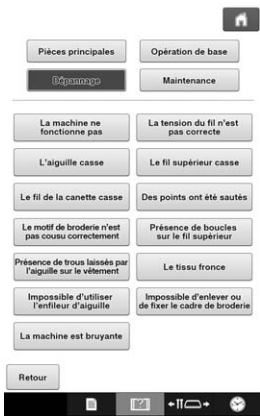 Pièces principales
Opération de base
Dépannage
Maintenance
La machine ne
fonctionne pas
La tension du fil n'est
pas correcte
L'aiguille casse
Le fil supérieur casse
Le fil de la canette casse
Des points ont été sautés
Le motif de broderie n'est
pas cousu correctement
Présence de boucles
sur le fil supérieur
Présence de trous laissés par
l'aiguille sur le vêtement
Le tissu fronce
Impossible d'utiliser
l'enfileur d'aiguille
Impossible d'enlever ou
de fixer le cadre de broderie
La machine est bruyante
Retour